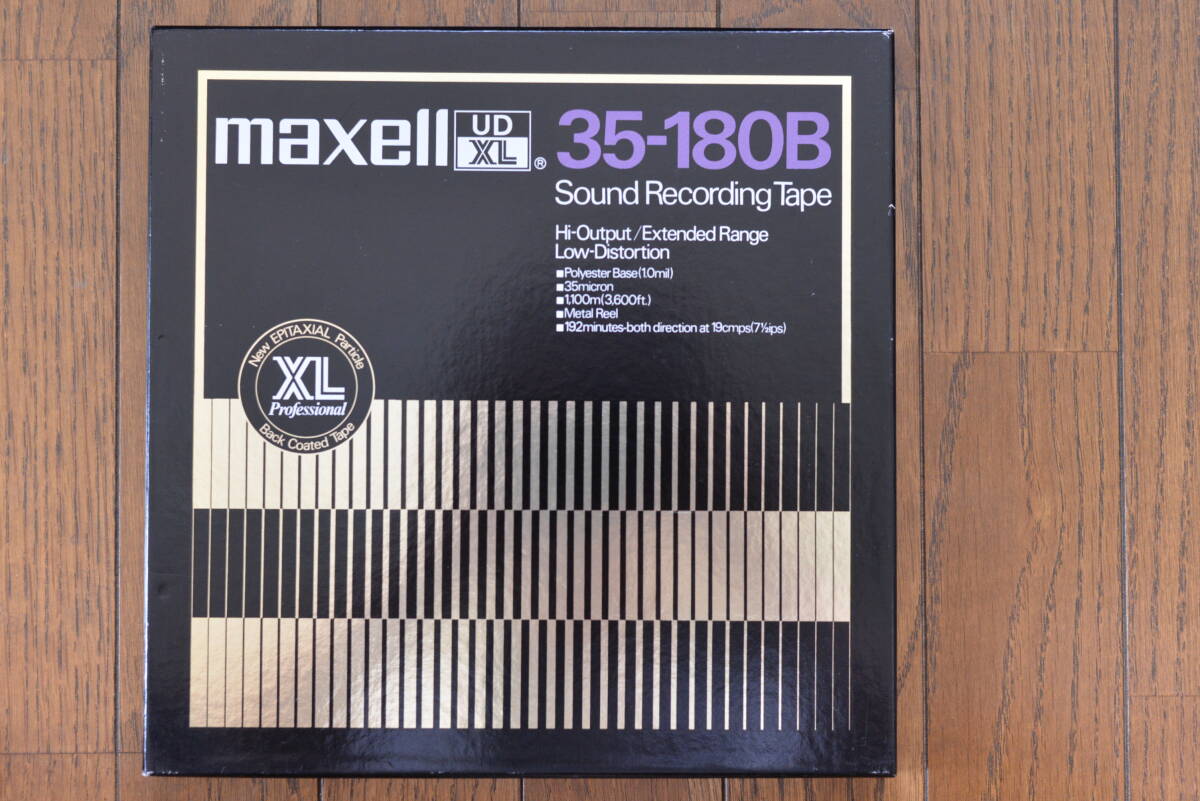 maxell UD XL ® 35-180B
Sound Recording Tape
Hi-Output/Extended Range
Low-Distortion
■Polyester Base(1.0mil)
■35micron
■1,100m(3,600ft.)
■Metal Reel
■192minutes-both direction at 19cmps(7½ips)
New EPITAXIAL Particle
XL
Professional
Back Coated Tape